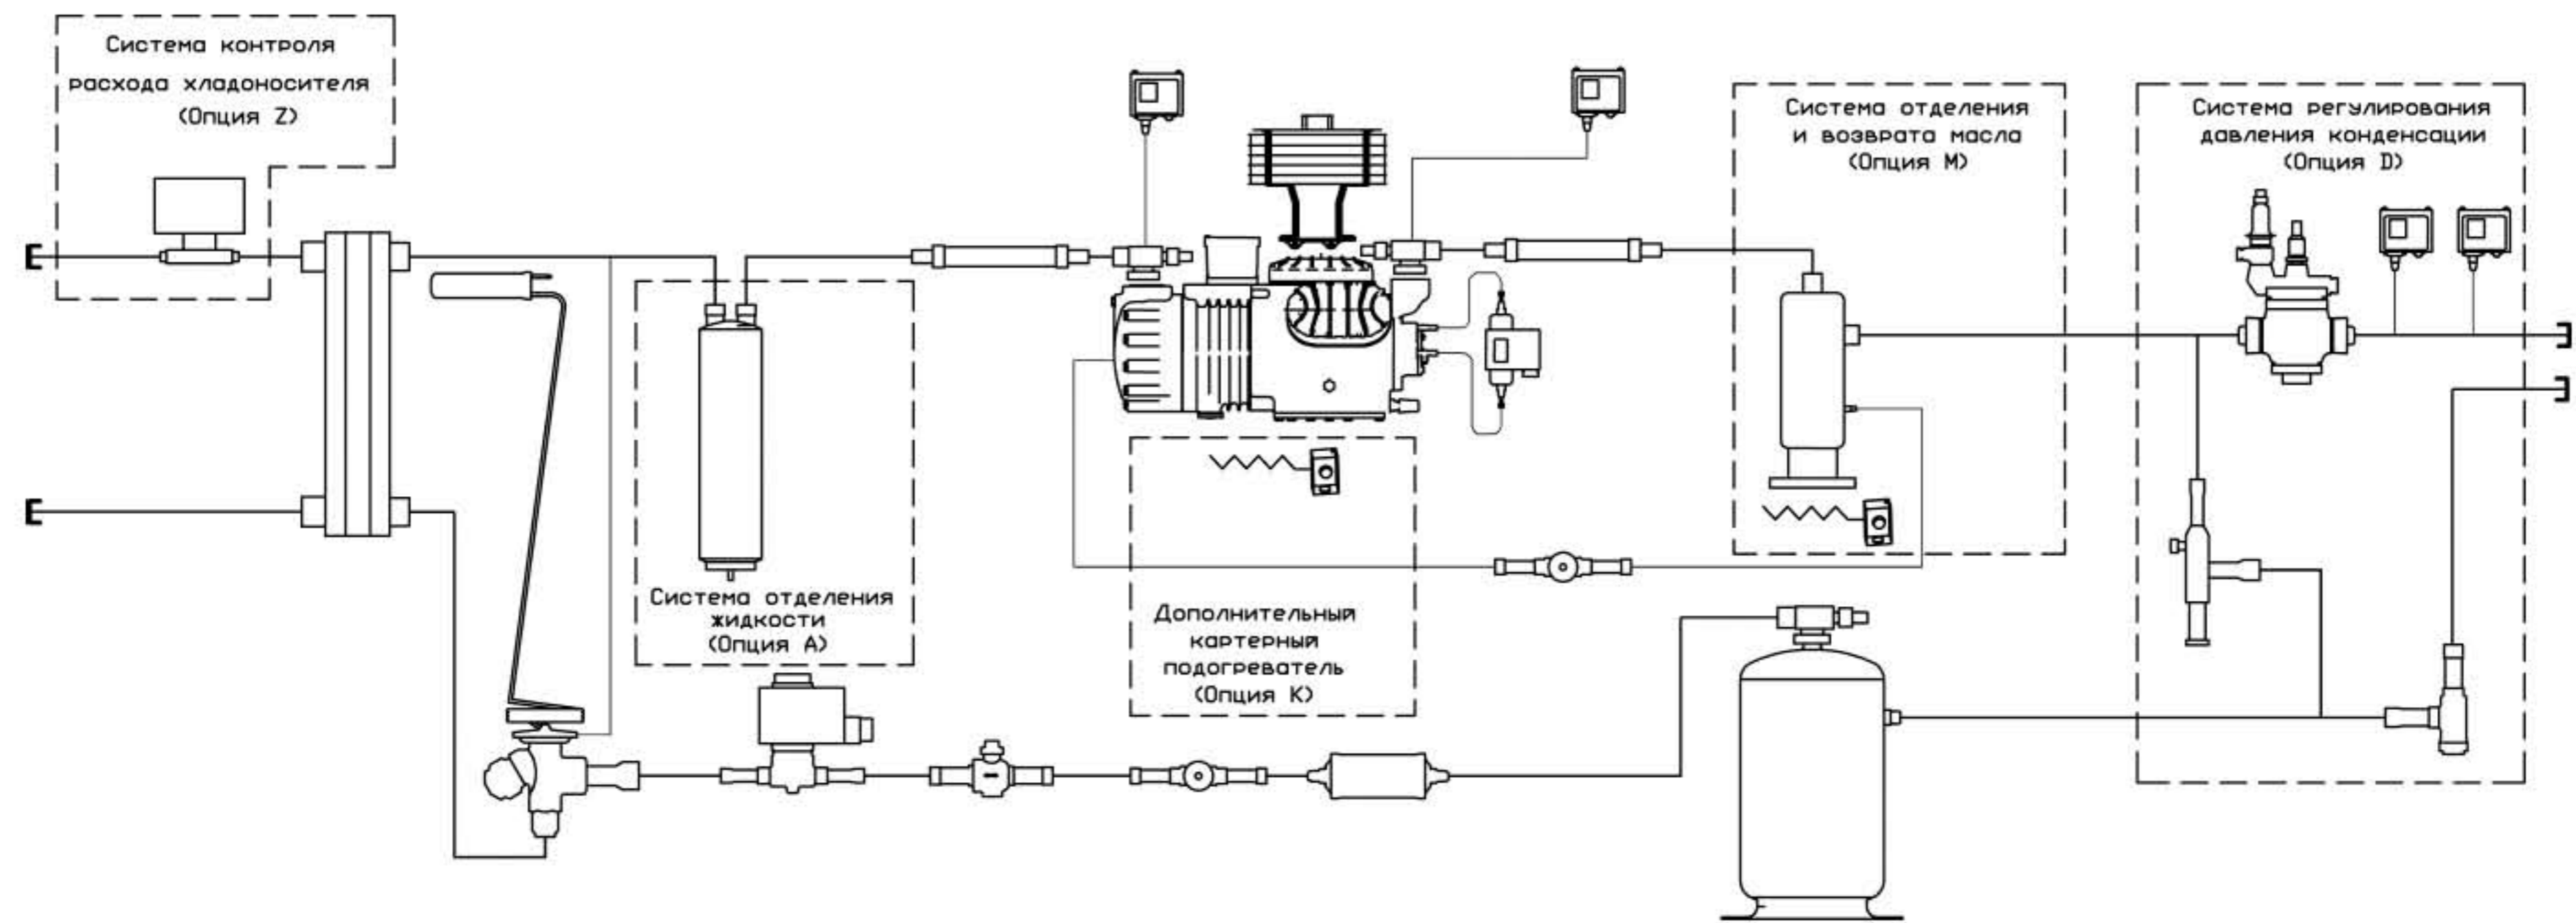 Система контроля
расхода хладоносителя
(Опция Z)
Система отделения
и возврата масла
(Опция M)
Система регулирования
давления конденсации
(Опция D)
Система отделения
жидкости
(Опция A)
Дополнительный
картерный
подогреватель
(Опция K)